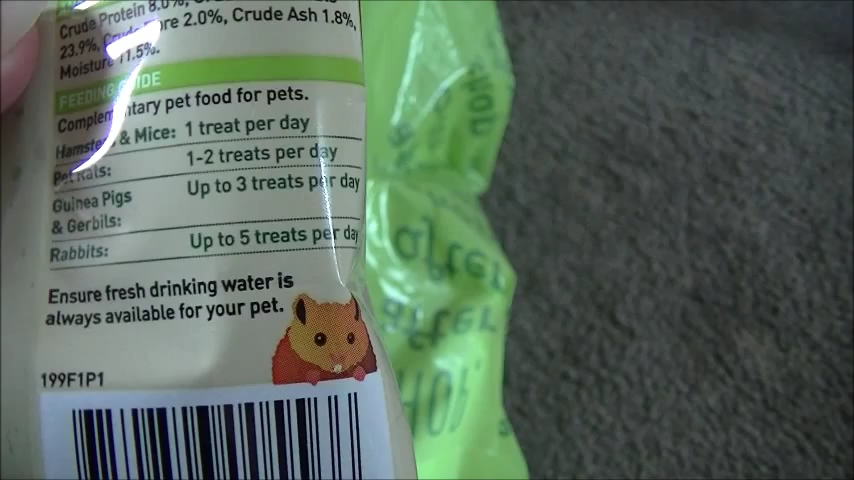 Crude Protein 8.0%,
re 2.0%, Crude Ash 1.8%,
23.9%,
Moisture 11.5%.
FEEDING GUIDE
Complementary pet food for pets.
Hamsters & Mice: 1 treat per day
Pet Rats: 1-2 treats per day
Guinea Pigs & Gerbils: Up to 3 treats per day
Rabbits: Up to 5 treats per day
Ensure fresh drinking water is
always available for your pet.
199F1P1
after
after